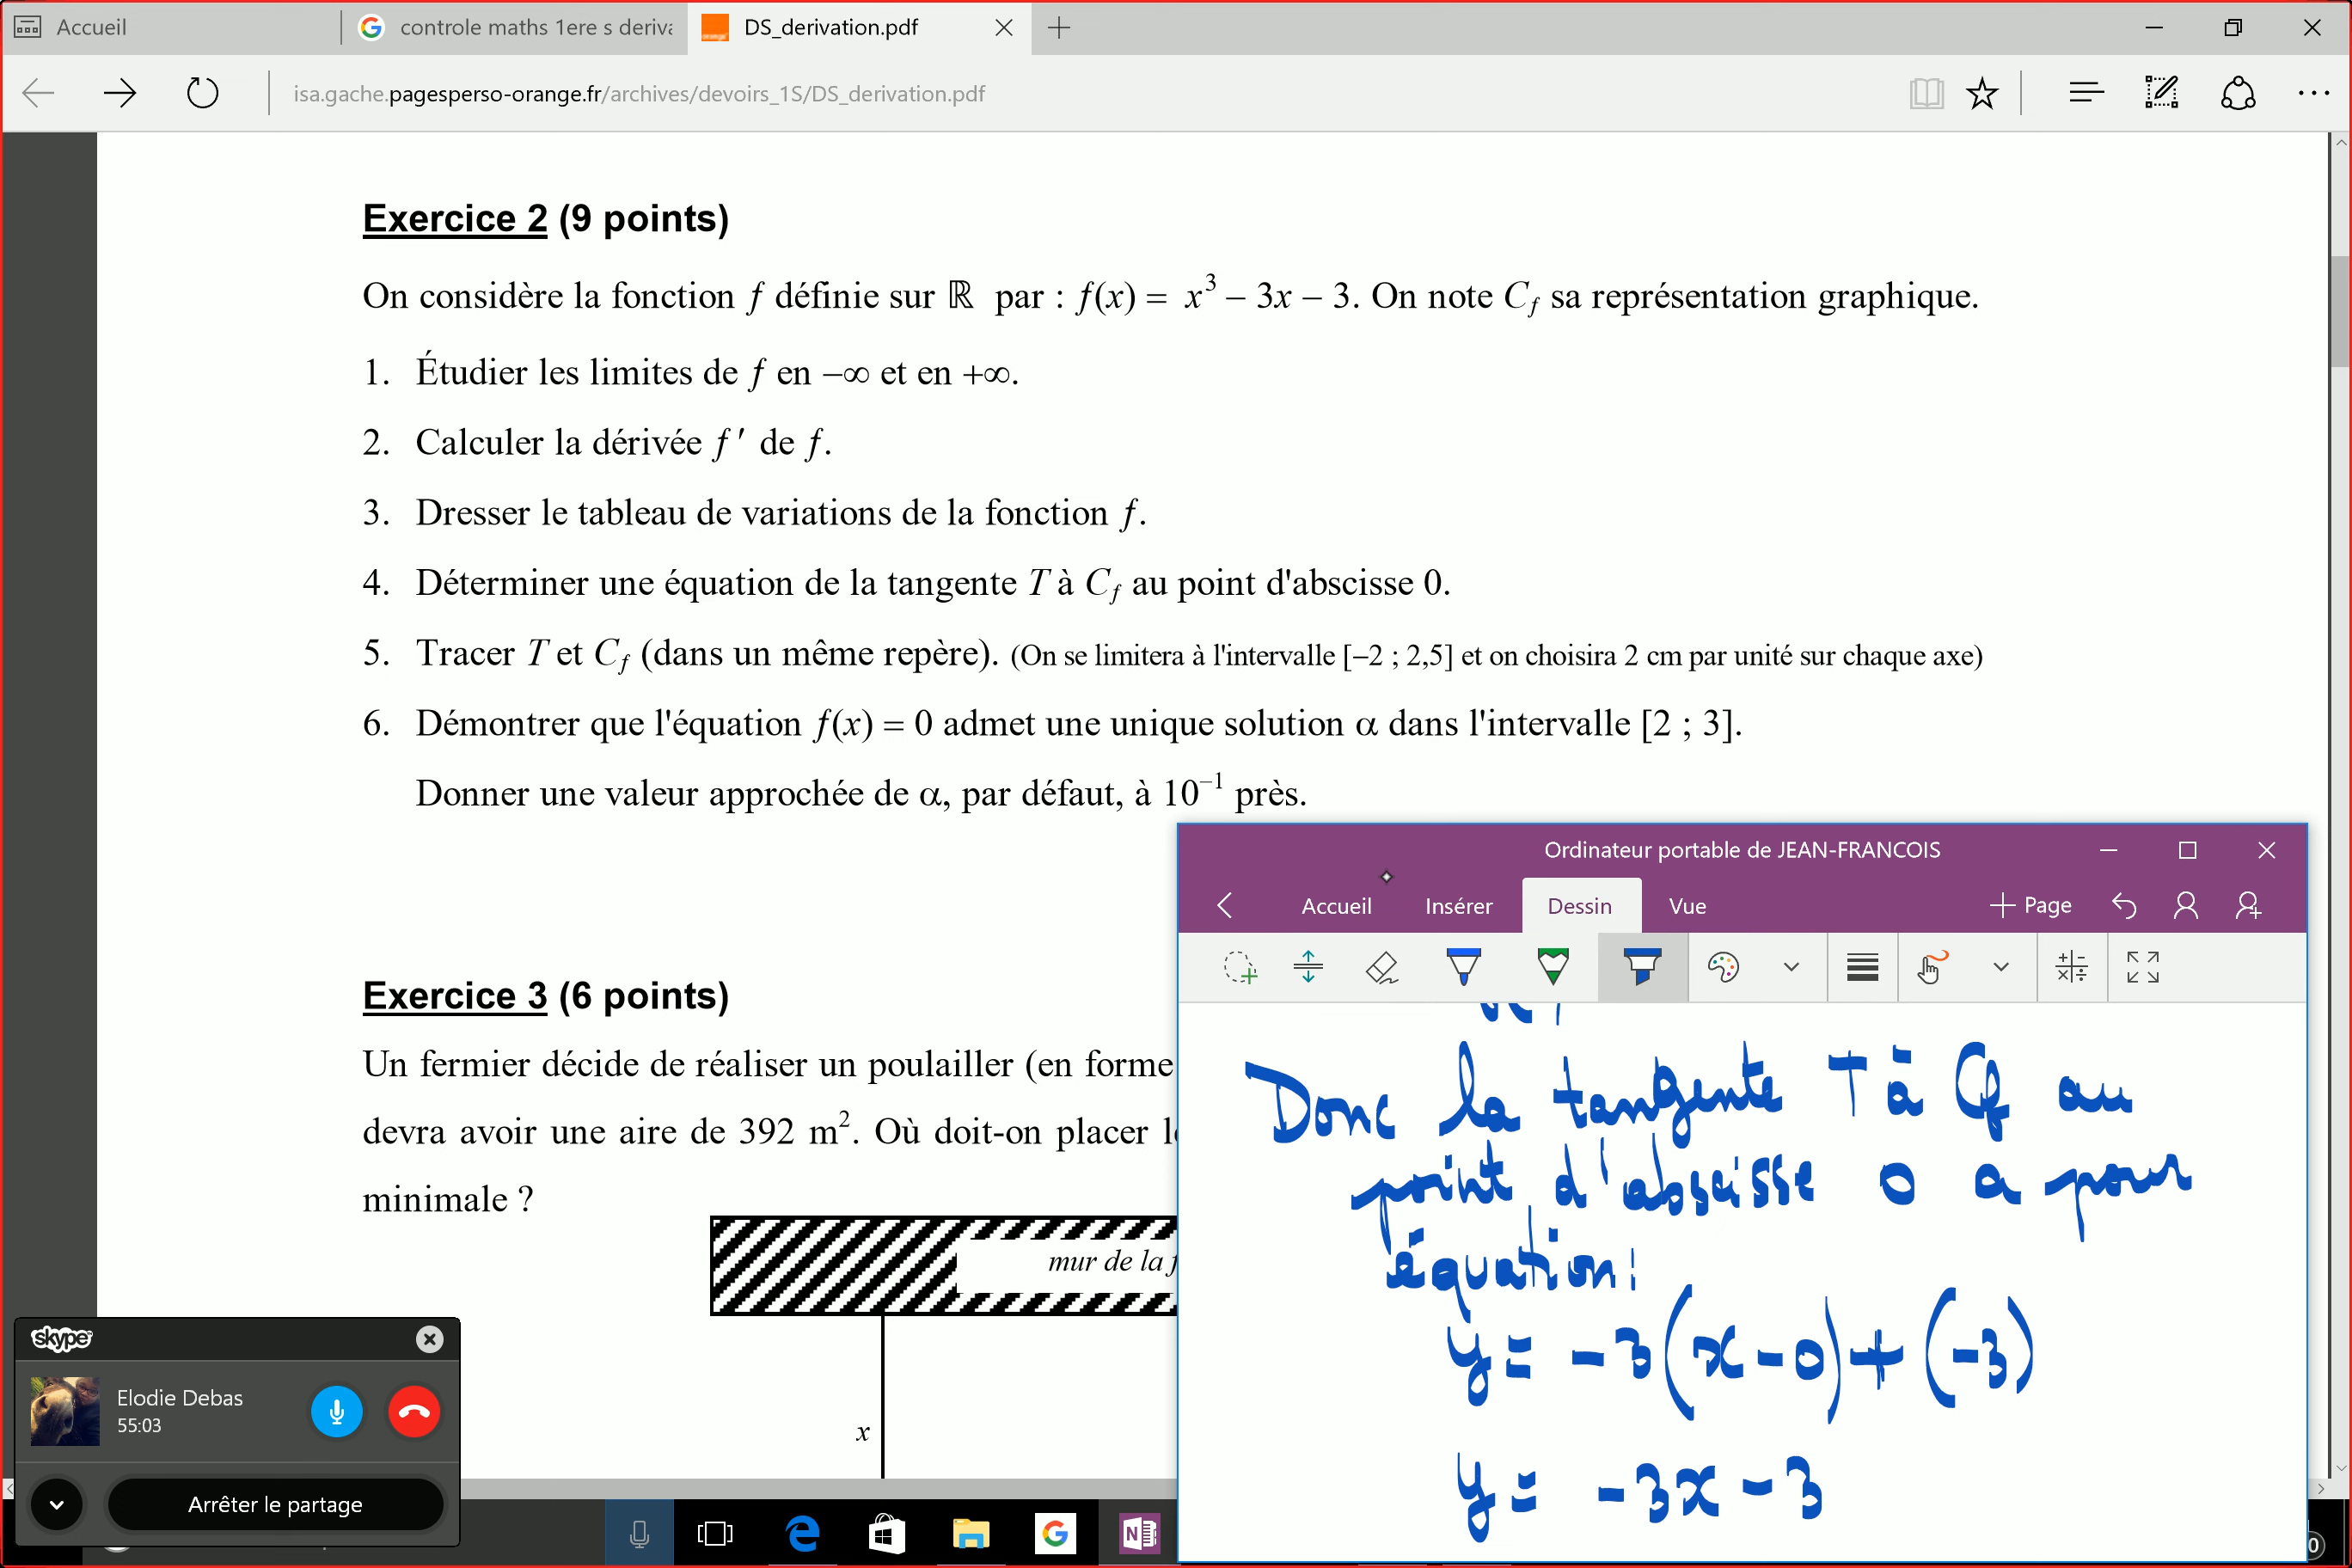 Accueil
controle maths 1ere s deriva
DS_derivation.pdf
isa.gache.pagesperso-orange.fr/archives/devoirs_1S/DS_derivation.pdf
Exercice 2 (9 points)
On considère la fonction f définie sur ℝ par : f(x) = x³ – 3x – 3. On note C_f sa représentation graphique.
1. Étudier les limites de f en –∞ et en +∞.
2. Calculer la dérivée f ′ de f.
3. Dresser le tableau de variations de la fonction f.
4. Déterminer une équation de la tangente T à C_f au point d'abscisse 0.
5. Tracer T et C_f (dans un même repère). (On se limitera à l'intervalle [–2 ; 2,5] et on choisira 2 cm par unité sur chaque axe)
6. Démontrer que l'équation f(x) = 0 admet une unique solution α dans l'intervalle [2 ; 3].
Donner une valeur approchée de α, par défaut, à 10⁻¹ près.
Exercice 3 (6 points)
Un fermier décide de réaliser un poulailler (en forme
devra avoir une aire de 392 m². Où doit-on placer
minimale ?
mur de la f
x
Ordinateur portable de JEAN-FRANCOIS
Accueil Insérer Dessin Vue
Page
Donc la tangente T à Cf au
point d'abscisse 0 a pour
équation:
y = -3(x-0)+(-3)
y = -3x-3
skype
Elodie Debas
55:03
Arrêter le partage